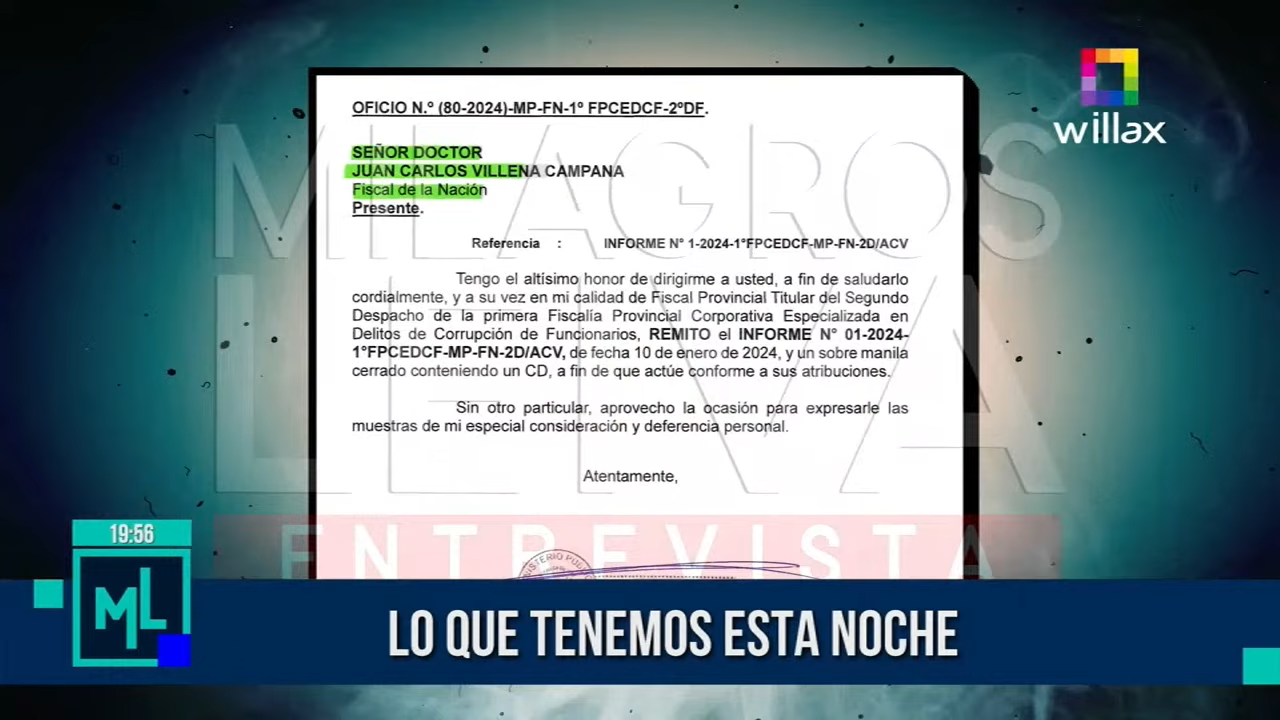 OFICIO N.º (80-2024)-MP-FN-1º FPCEDCF-2ºDF.
willax
SEÑOR DOCTOR
JUAN CARLOS VILLENA CAMPANA
Fiscal de la Nación
Presente.
Referencia : INFORME N° 1-2024-1°FPCEDCF-MP-FN-2D/ACV
Tengo el altísimo honor de dirigirme a usted, a fin de saludarlo
cordialmente, y a su vez en mi calidad de Fiscal Provincial Titular del Segundo
Despacho de la primera Fiscalía Provincial Corporativa Especializada en
Delitos de Corrupción de Funcionarios, REMITO el INFORME N° 01-2024-
1°FPCEDCF-MP-FN-2D/ACV, de fecha 10 de enero de 2024, y un sobre manila
cerrado conteniendo un CD, a fin de que actúe conforme a sus atribuciones.
Sin otro particular, aprovecho la ocasión para expresarle las
muestras de mi especial consideración y deferencia personal.
Atentamente,
MILAGROS
LEIVA
ENTREVISTA
19:56
ML
LO QUE TENEMOS ESTA NOCHE